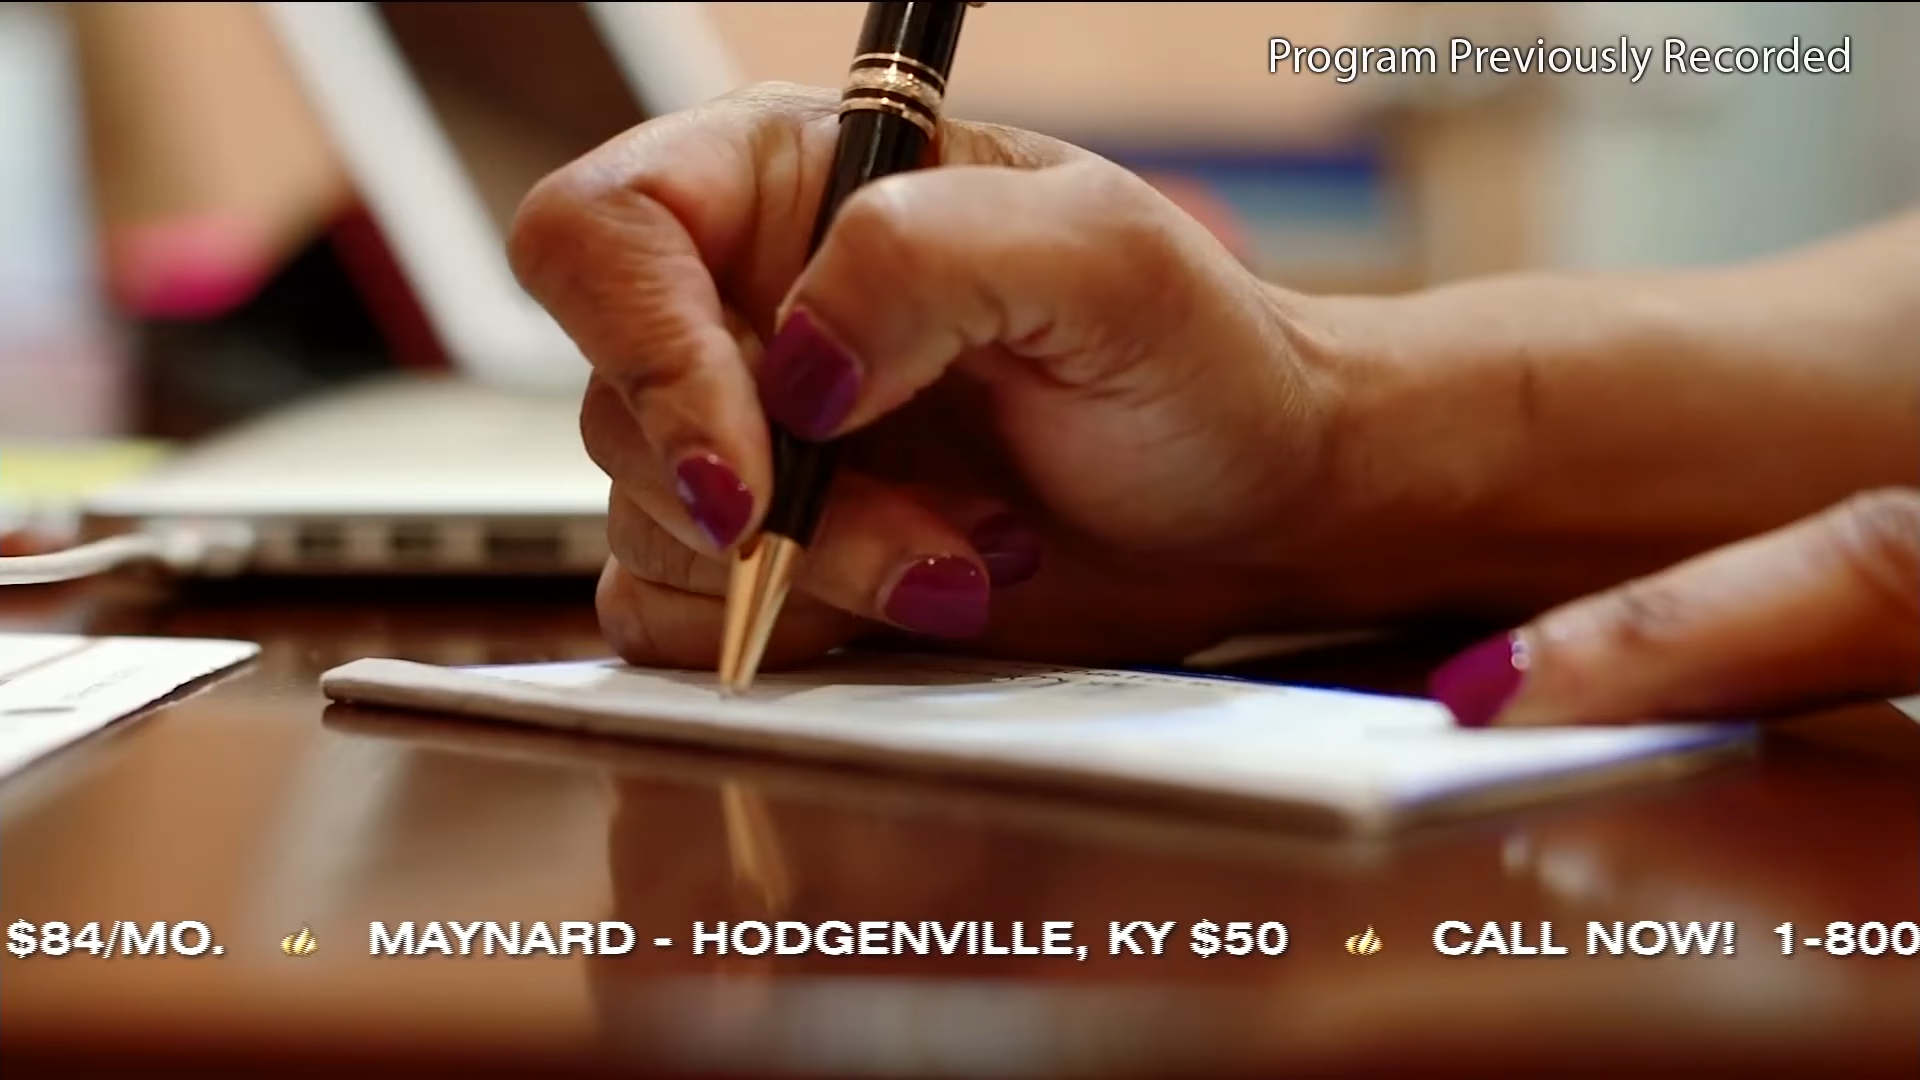 Program Previously Recorded
$84/MO. MAYNARD - HODGENVILLE, KY $50 CALL NOW! 1-800